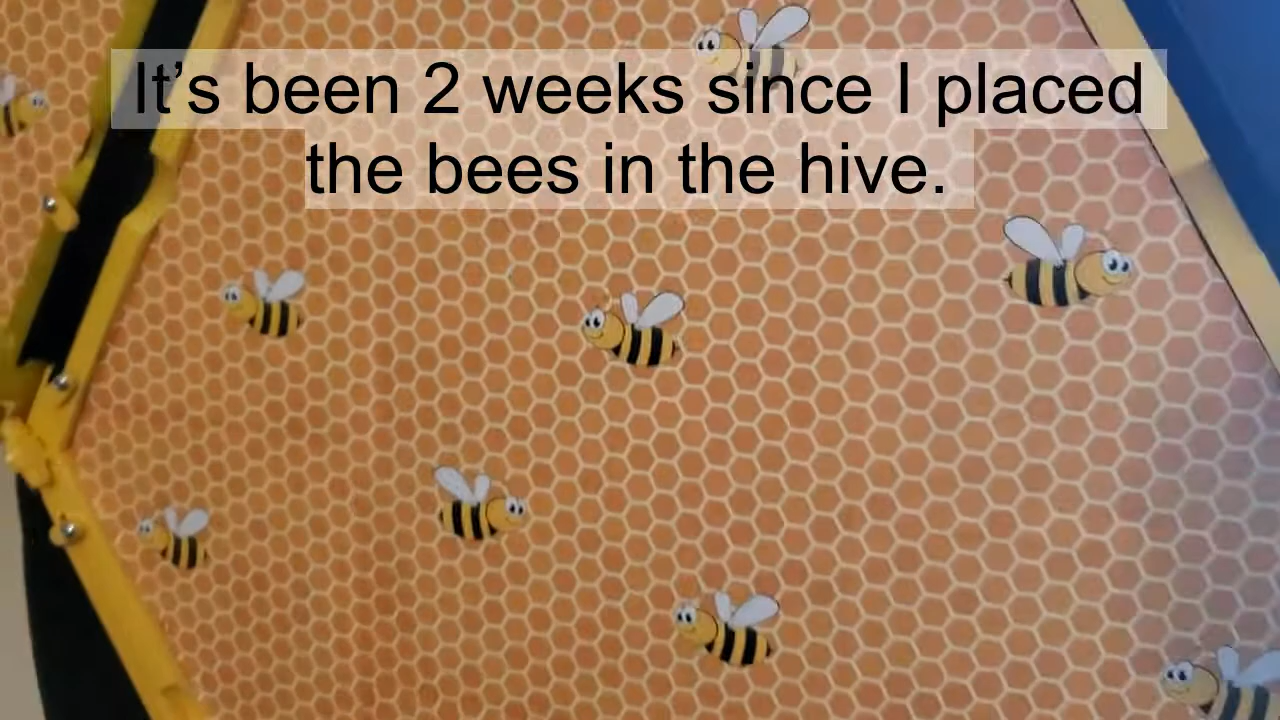 It’s been 2 weeks since I placed
the bees in the hive.